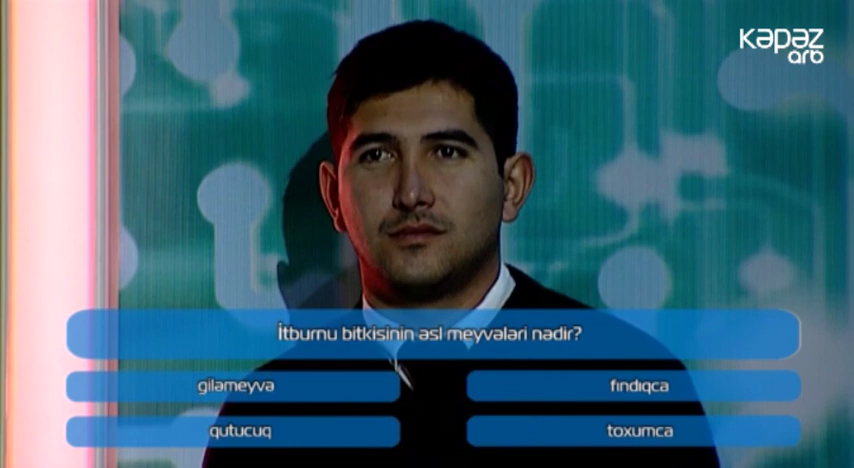 Kəpəz
arb
İtburnu bitkisinin əsl meyvələri nədir?
giləmeyvə
fındıqca
qutucuq
toxumca